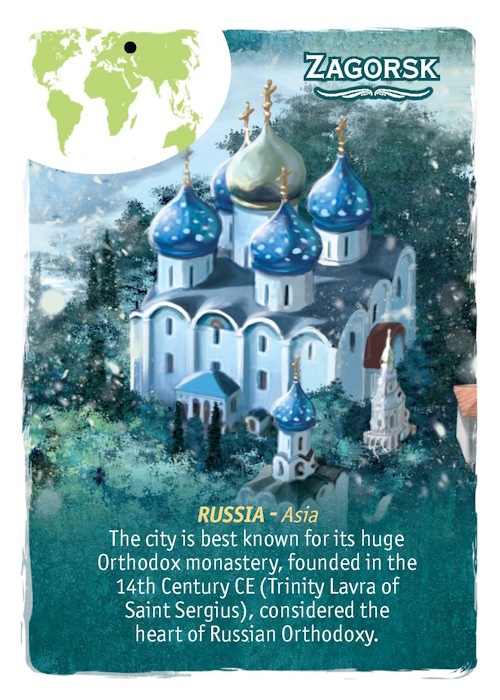 ZAGORSK
RUSSIA - Asia
The city is best known for its huge
Orthodox monastery, founded in the
14th Century CE (Trinity Lavra of
Saint Sergius), considered the
heart of Russian Orthodoxy.